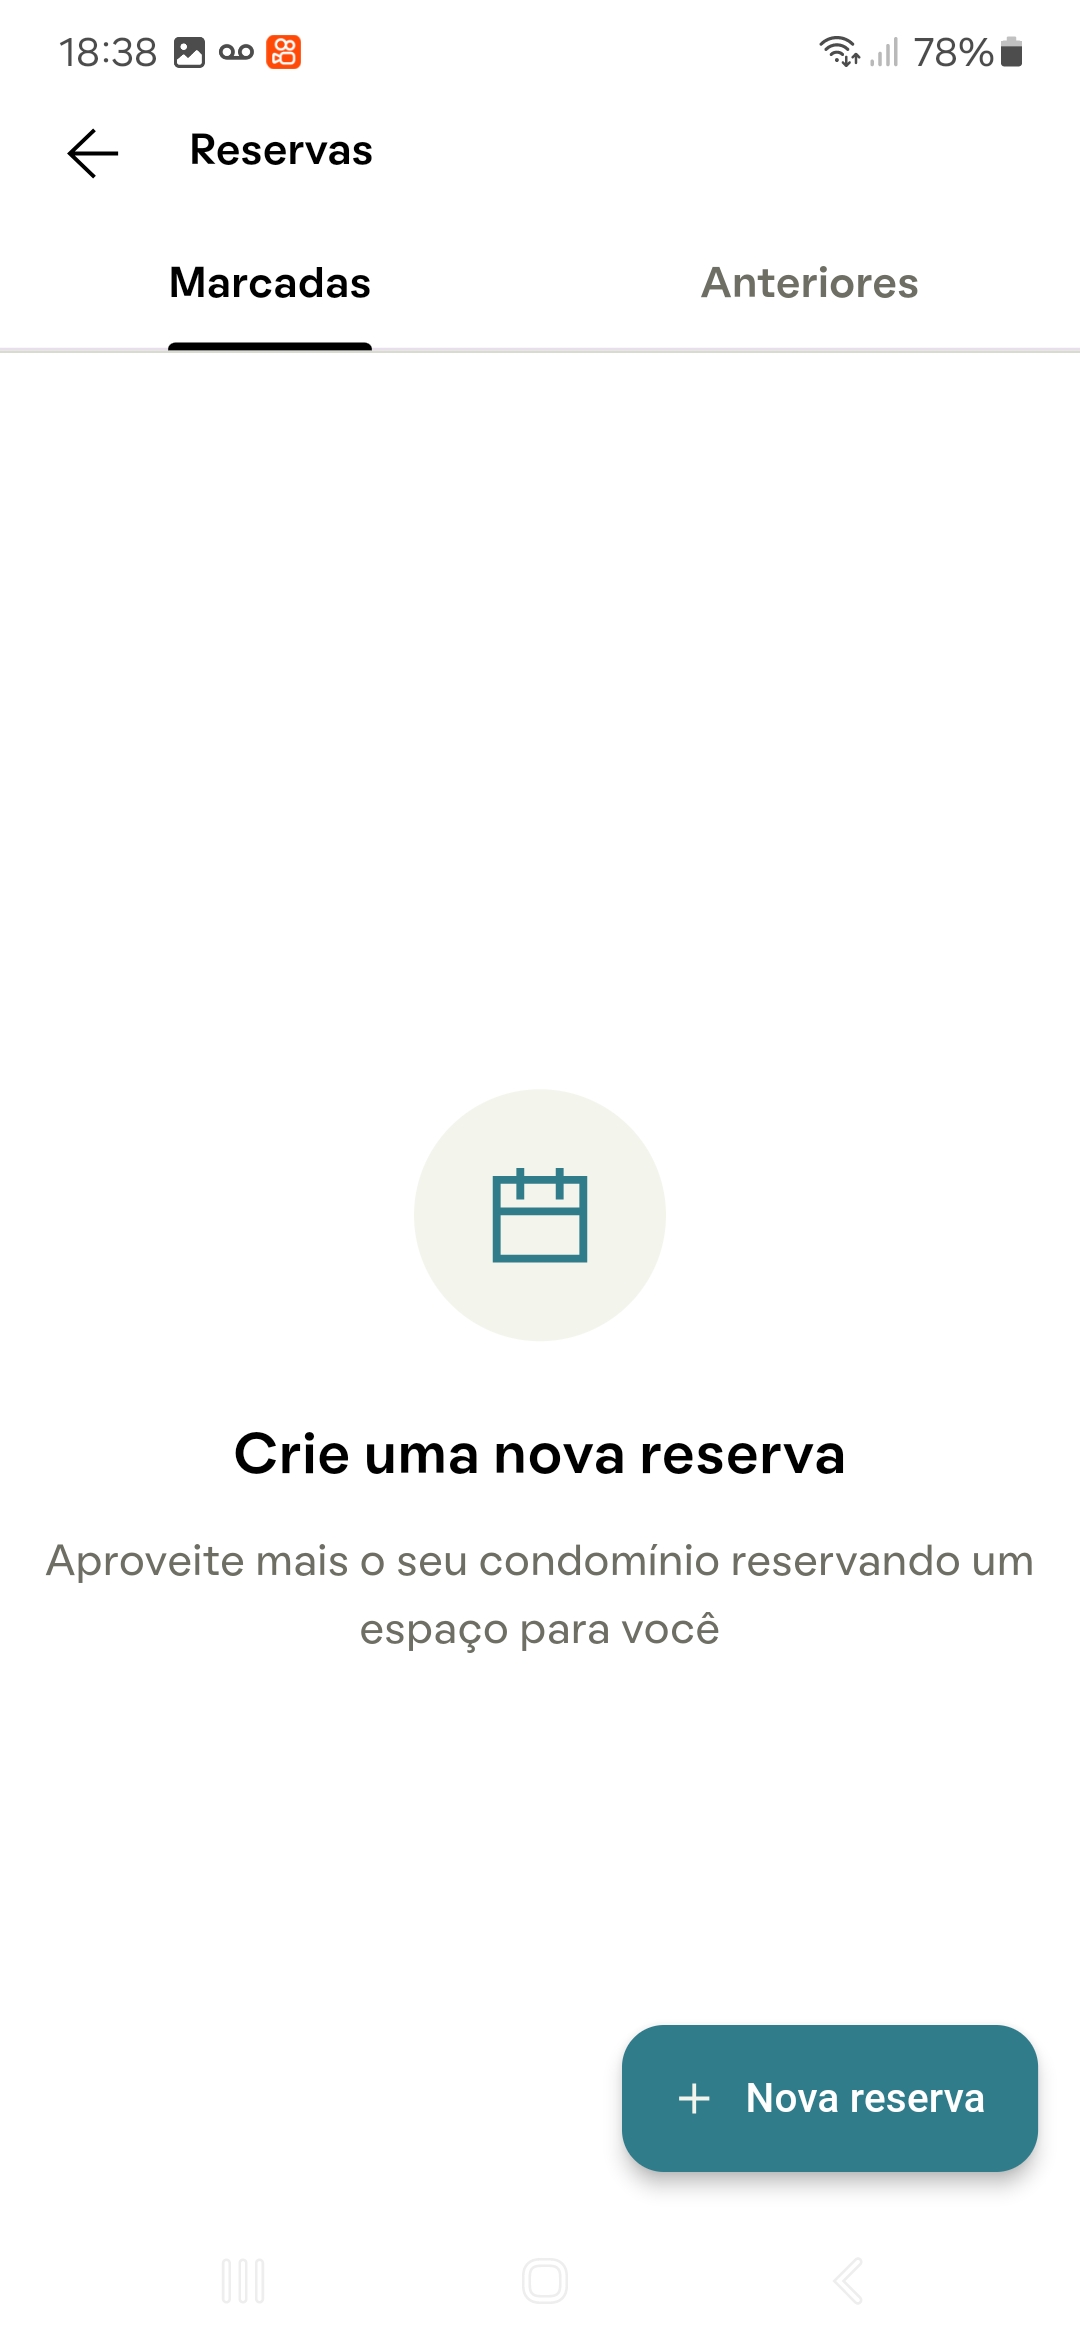 18:38
78%
Reservas
Marcadas
Anteriores
Crie uma nova reserva
Aproveite mais o seu condomínio reservando um
espaço para você
+ Nova reserva